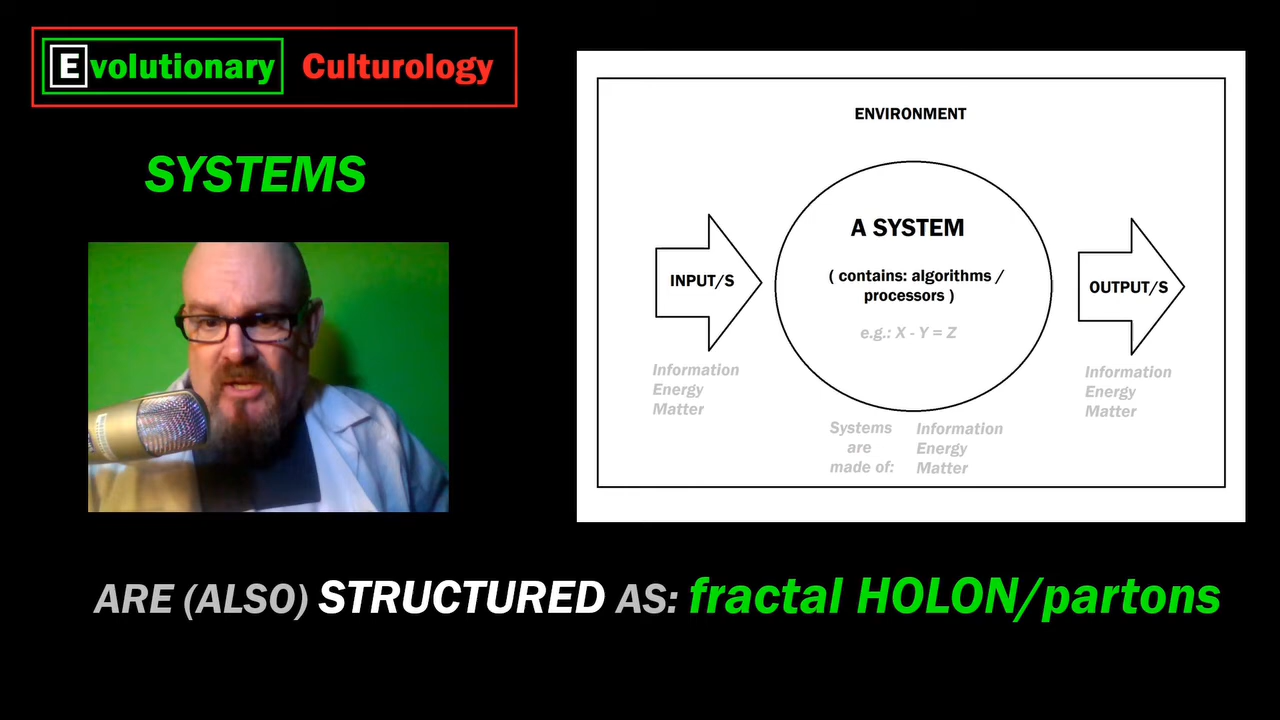 Evolutionary Culturology
SYSTEMS
ENVIRONMENT
A SYSTEM
( contains: algorithms /
processors )
e.g.: X - Y = Z
INPUT/S
Information
Energy
Matter
OUTPUT/S
Information
Energy
Matter
Systems
are
made of:
Information
Energy
Matter
ARE (ALSO) STRUCTURED AS: fractal HOLON/partons